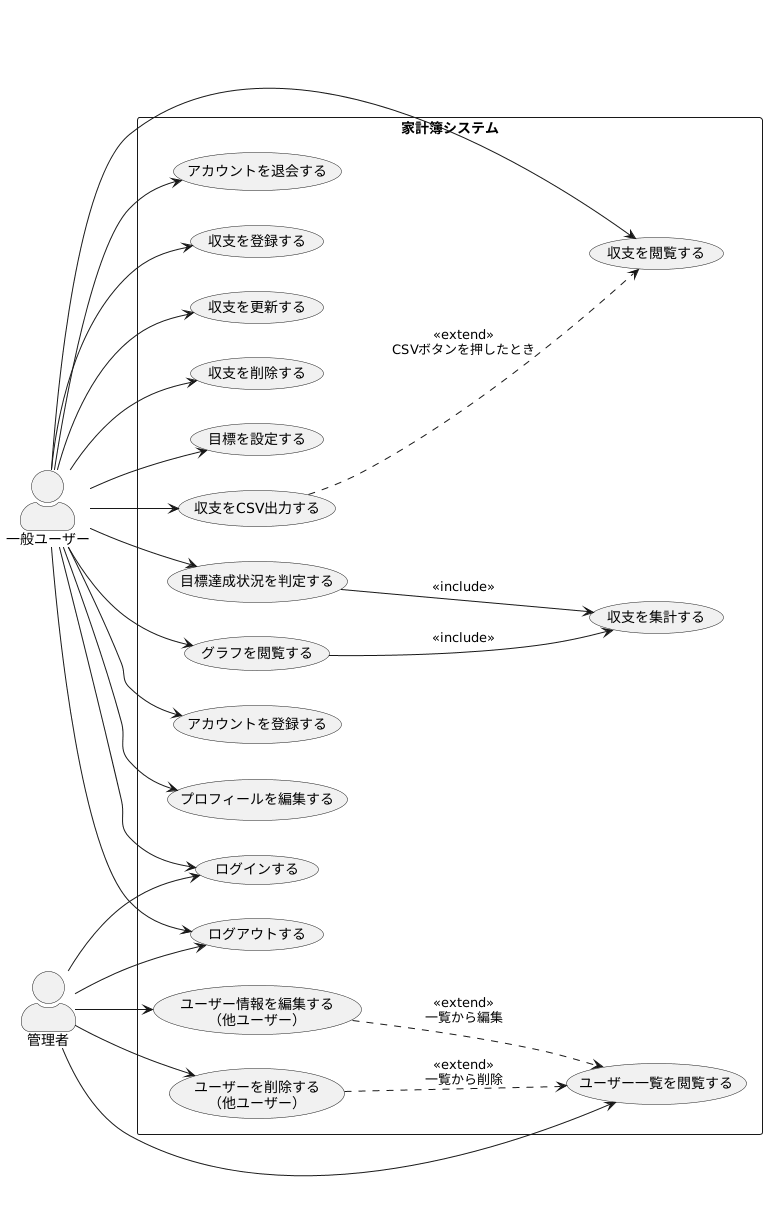 家計簿システム
アカウントを退会する
収支を登録する
収支を閲覧する
収支を更新する
«extend»
CSVボタンを押したとき
収支を削除する
目標を設定する
収支をCSV出力する
一般ユーザー
目標達成状況を判定する
«include»
収支を集計する
«include»
グラフを閲覧する
アカウントを登録する
プロフィールを編集する
ログインする
ログアウトする
管理者
ユーザー情報を編集する
（他ユーザー）
«extend»
一覧から編集
ユーザーを削除する
（他ユーザー）
«extend»
一覧から削除
ユーザー一覧を閲覧する